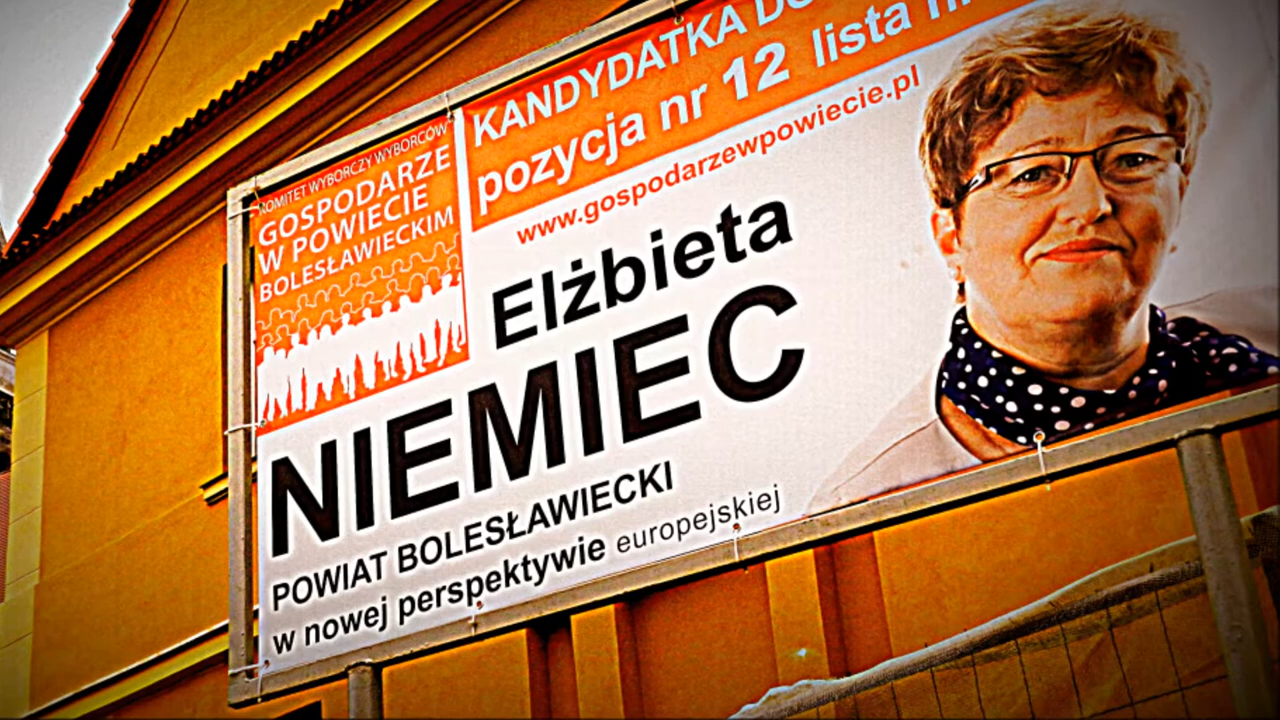 KOMITET WYBORCZY WYBORCÓW
GOSPODARZE
W POWIECIE
BOLESŁAWIECKIM
KANDYDATKA
pozycja nr 12 lista
www.gospodarzewpowiecie.pl
Elżbieta
NIEMIEC
POWIAT BOLESŁAWIECKI
w nowej perspektywie europejskiej